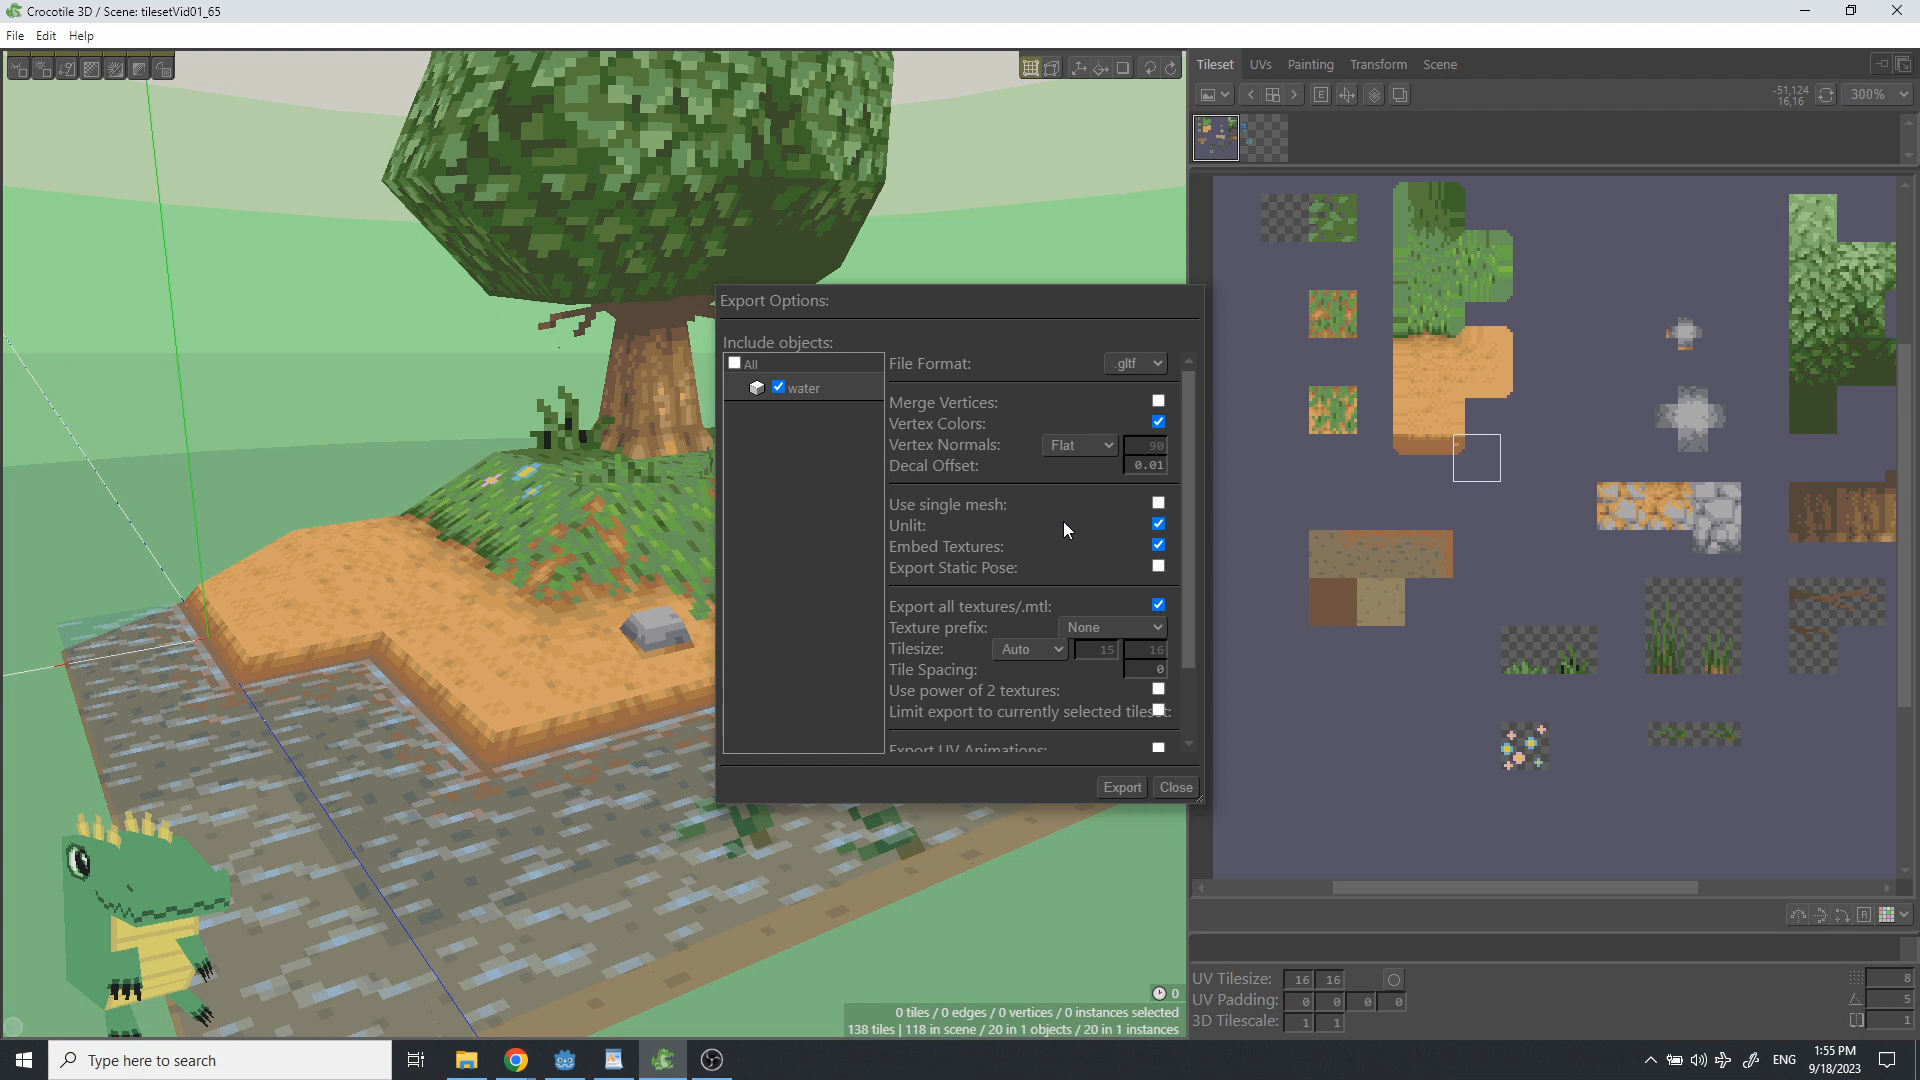 Crocotile 3D / Scene: tilesetVid01_65
File Edit Help
Tileset UVs Painting Transform Scene
-51,124
16,16
300%
Export Options:
Include objects:
All
water
File Format: .gltf
Merge Vertices:
Vertex Colors:
Vertex Normals: Flat 90
Decal Offset: 0.01
Use single mesh:
Unlit:
Embed Textures:
Export Static Pose:
Export all textures/.mtl:
Texture prefix: None
Tilesize: Auto 15 16
Tile Spacing: 0
Use power of 2 textures:
Limit export to currently selected tileset:
Export UV Animations:
Export Close
0
0 tiles / 0 edges / 0 vertices / 0 instances selected
138 tiles | 118 in scene / 20 in 1 objects / 20 in 1 instances
E
R
UV Tilesize: 16 16
UV Padding: 0 0 0 0
3D Tilescale: 1 1
8
5
1
Type here to search
ENG
1:55 PM
9/18/2023